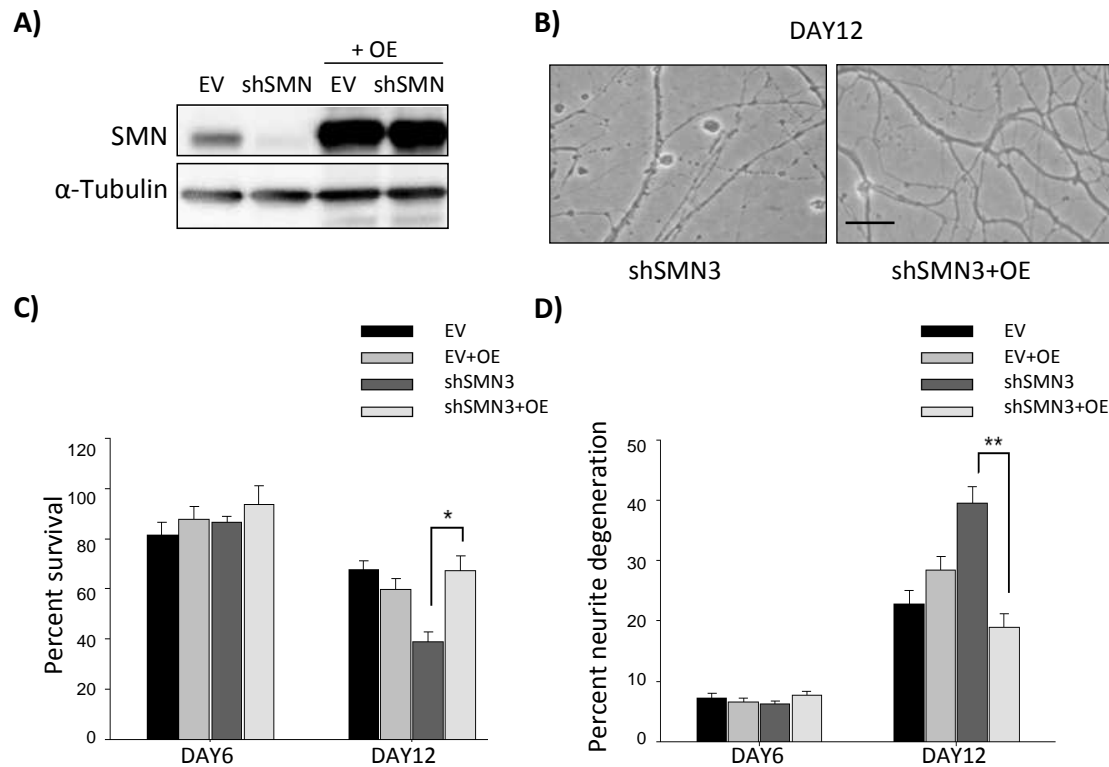 A)
+ OE
EV shSMN EV shSMN
SMN
α-Tubulin
B)
DAY12
shSMN3 shSMN3+OE
C)
EV
EV+OE
shSMN3
shSMN3+OE
Percent survival
120
100
80
60
40
20
0
*
DAY6 DAY12
D)
EV
EV+OE
shSMN3
shSMN3+OE
Percent neurite degeneration
50
40
30
20
10
0
**
DAY6 DAY12